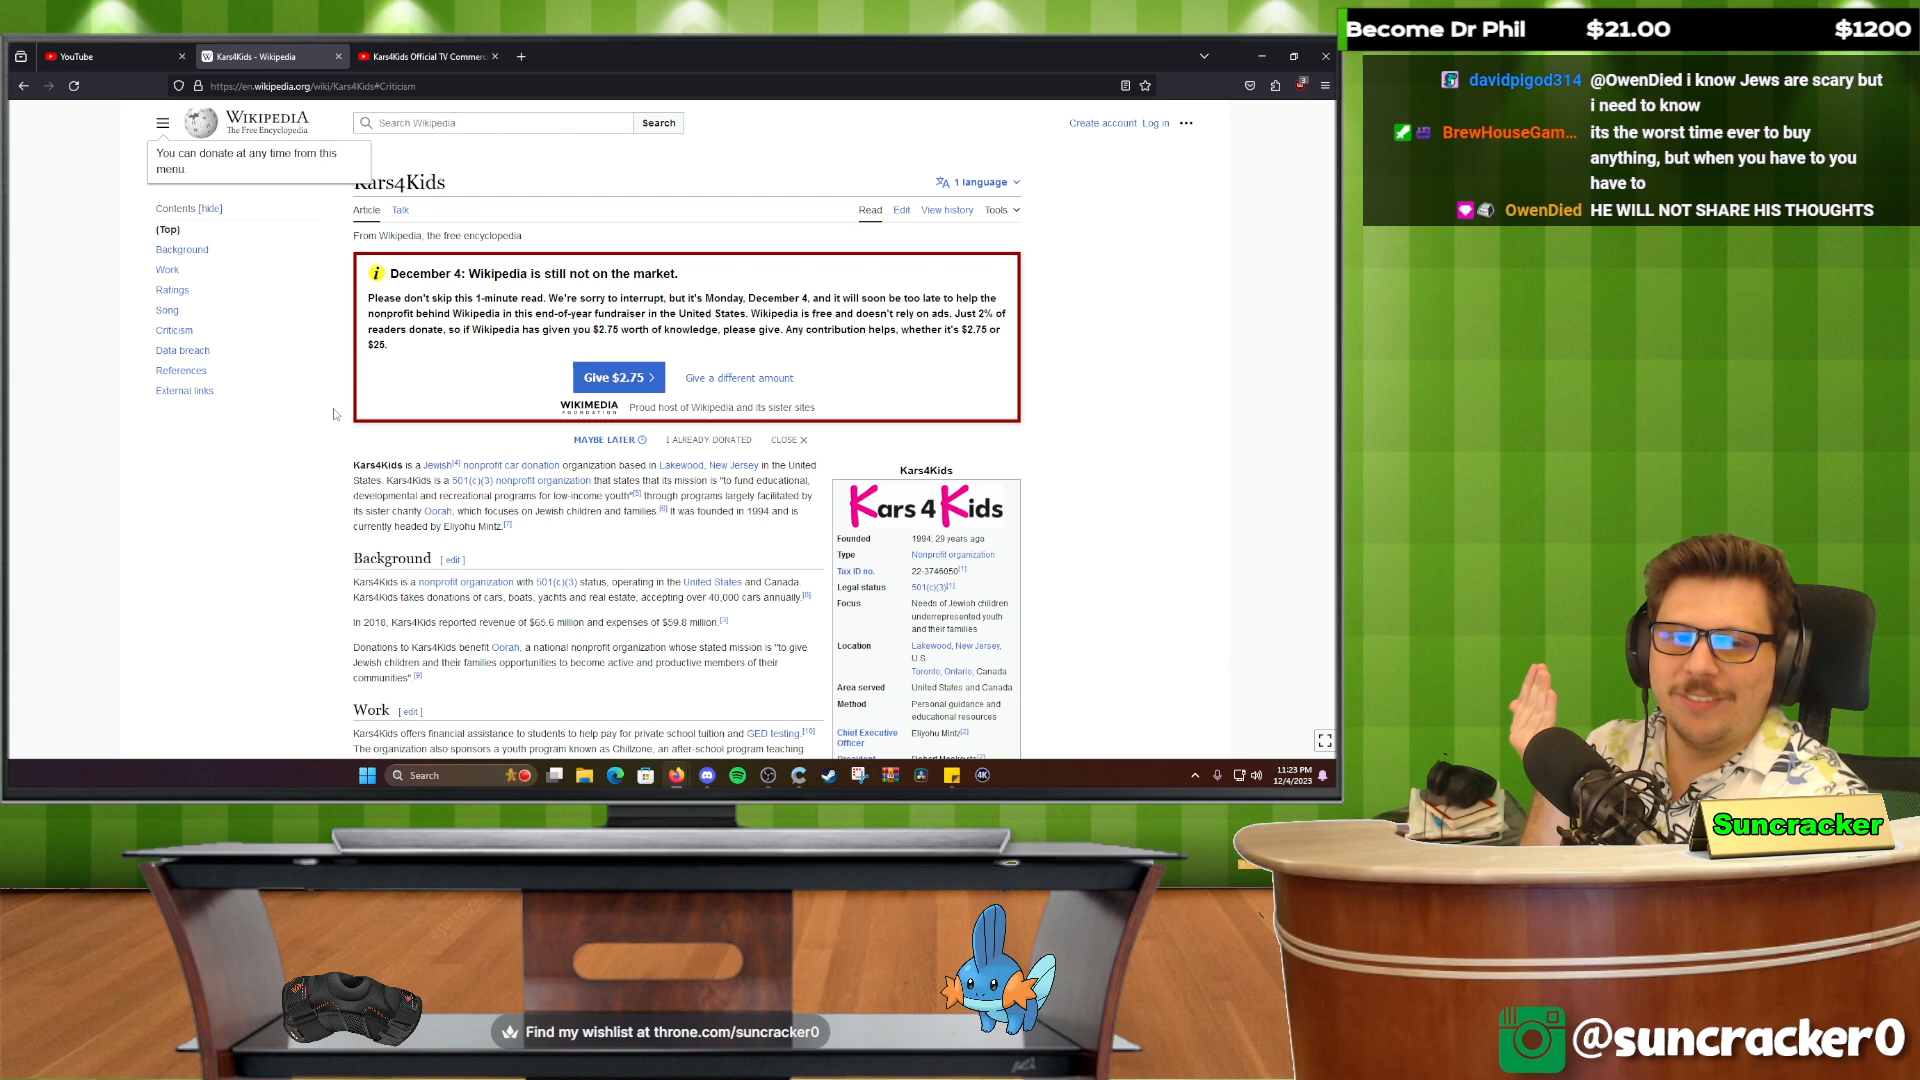 YouTube
Kars4Kids - Wikipedia
Kars4Kids Official TV Commerc
https://en.wikipedia.org/wiki/Kars4Kids#Criticism
3
WIKIPEDIA
The Free Encyclopedia
Search Wikipedia
Search
Create account Log in
You can donate at any time from this
menu.
Kars4Kids
1 language
Contents [hide]
(Top)
Background
Work
Ratings
Song
Criticism
Data breach
References
External links
Article Talk
Read Edit View history Tools
From Wikipedia, the free encyclopedia
i December 4: Wikipedia is still not on the market.
Please don't skip this 1-minute read. We're sorry to interrupt, but it's Monday, December 4, and it will soon be too late to help the
nonprofit behind Wikipedia in this end-of-year fundraiser in the United States. Wikipedia is free and doesn't rely on ads. Just 2% of
readers donate, so if Wikipedia has given you $2.75 worth of knowledge, please give. Any contribution helps, whether it's $2.75 or
$25.
Give $2.75
Give a different amount
WIKIMEDIA
FOUNDATION
Proud host of Wikipedia and its sister sites
MAYBE LATER I ALREADY DONATED CLOSE
Kars4Kids is a Jewish[4] nonprofit car donation organization based in Lakewood, New Jersey in the United
States. Kars4Kids is a 501(c)(3) nonprofit organization that states that its mission is "to fund educational,
developmental and recreational programs for low-income youth"[5] through programs largely facilitated by
its sister charity Oorah, which focuses on Jewish children and families.[6] It was founded in 1994 and is
currently headed by Eliyohu Mintz.[7]
Background [ edit ]
Kars4Kids is a nonprofit organization with 501(c)(3) status, operating in the United States and Canada.
Kars4Kids takes donations of cars, boats, yachts and real estate, accepting over 40,000 cars annually.[8]
In 2018, Kars4Kids reported revenue of $65.6 million and expenses of $59.8 million.[3]
Donations to Kars4Kids benefit Oorah, a national nonprofit organization whose stated mission is "to give
Jewish children and their families opportunities to become active and productive members of their
communities".[9]
Work [ edit ]
Kars4Kids offers financial assistance to students to help pay for private school tuition and GED testing.[10]
The organization also sponsors a youth program known as Chillzone, an after-school program teaching
Kars4Kids
Kars 4 Kids
Founded 1994; 29 years ago
Type Nonprofit organization
Tax ID no. 22-3746050[1]
Legal status 501(c)(3)[1]
Focus Needs of Jewish children
underrepresented youth
and their families
Location Lakewood, New Jersey,
U.S.
Toronto, Ontario, Canada
Area served United States and Canada
Method Personal guidance and
educational resources
Chief Executive Officer Eliyohu Mintz[2]
Search
4K
11:23 PM
12/4/2023
Become Dr Phil $21.00 $1200
davidpigod314 @OwenDied i know Jews are scary but
i need to know
BrewHouseGam... its the worst time ever to buy
anything, but when you have to you
have to
OwenDied HE WILL NOT SHARE HIS THOUGHTS
Suncracker
Find my wishlist at throne.com/suncracker0
@suncracker0